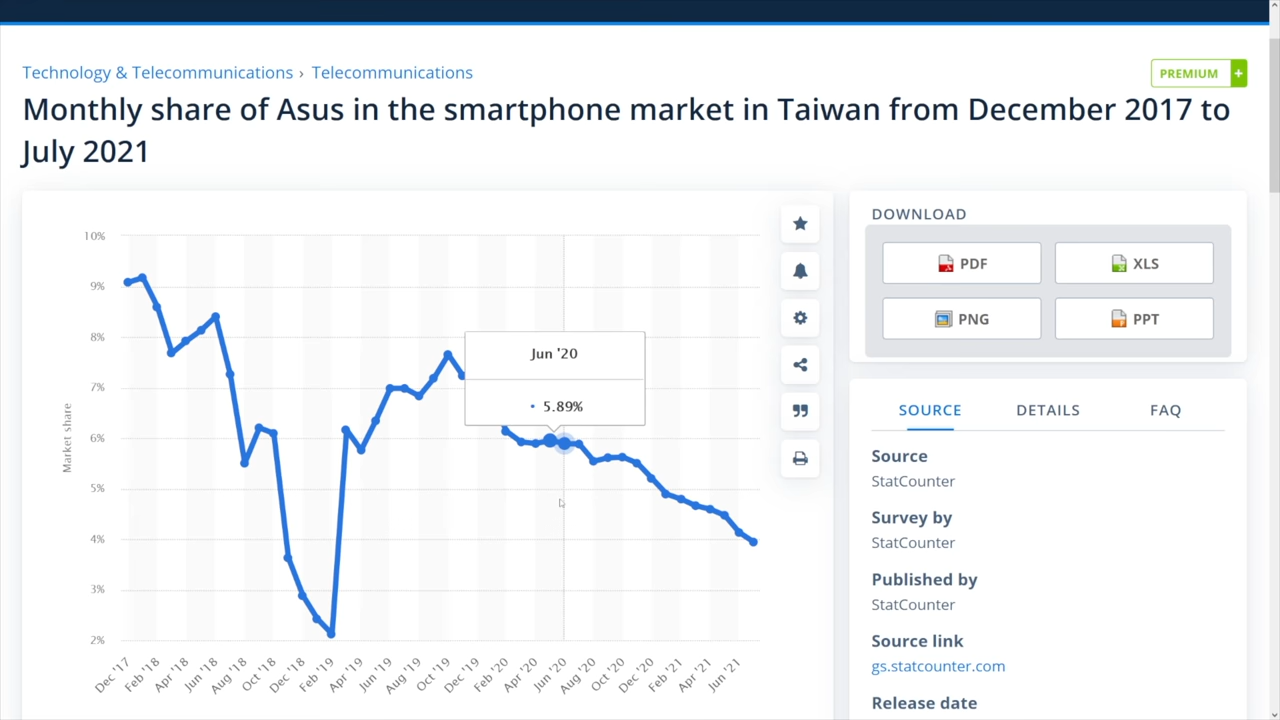 Technology & Telecommunications › Telecommunications
PREMIUM +
Monthly share of Asus in the smartphone market in Taiwan from December 2017 to
July 2021
DOWNLOAD
PDF
XLS
PNG
PPT
10%
9%
8%
7%
6%
5%
4%
3%
2%
Market share
Jun '20
5.89%
Dec '17
Feb '18
Apr '18
Jun '18
Aug '18
Oct '18
Dec '18
Feb '19
Apr '19
Jun '19
Aug '19
Oct '19
Dec '19
Feb '20
Apr '20
Jun '20
Aug '20
Oct '20
Dec '20
Feb '21
Apr '21
Jun '21
SOURCE
DETAILS
FAQ
Source
StatCounter
Survey by
StatCounter
Published by
StatCounter
Source link
gs.statcounter.com
Release date